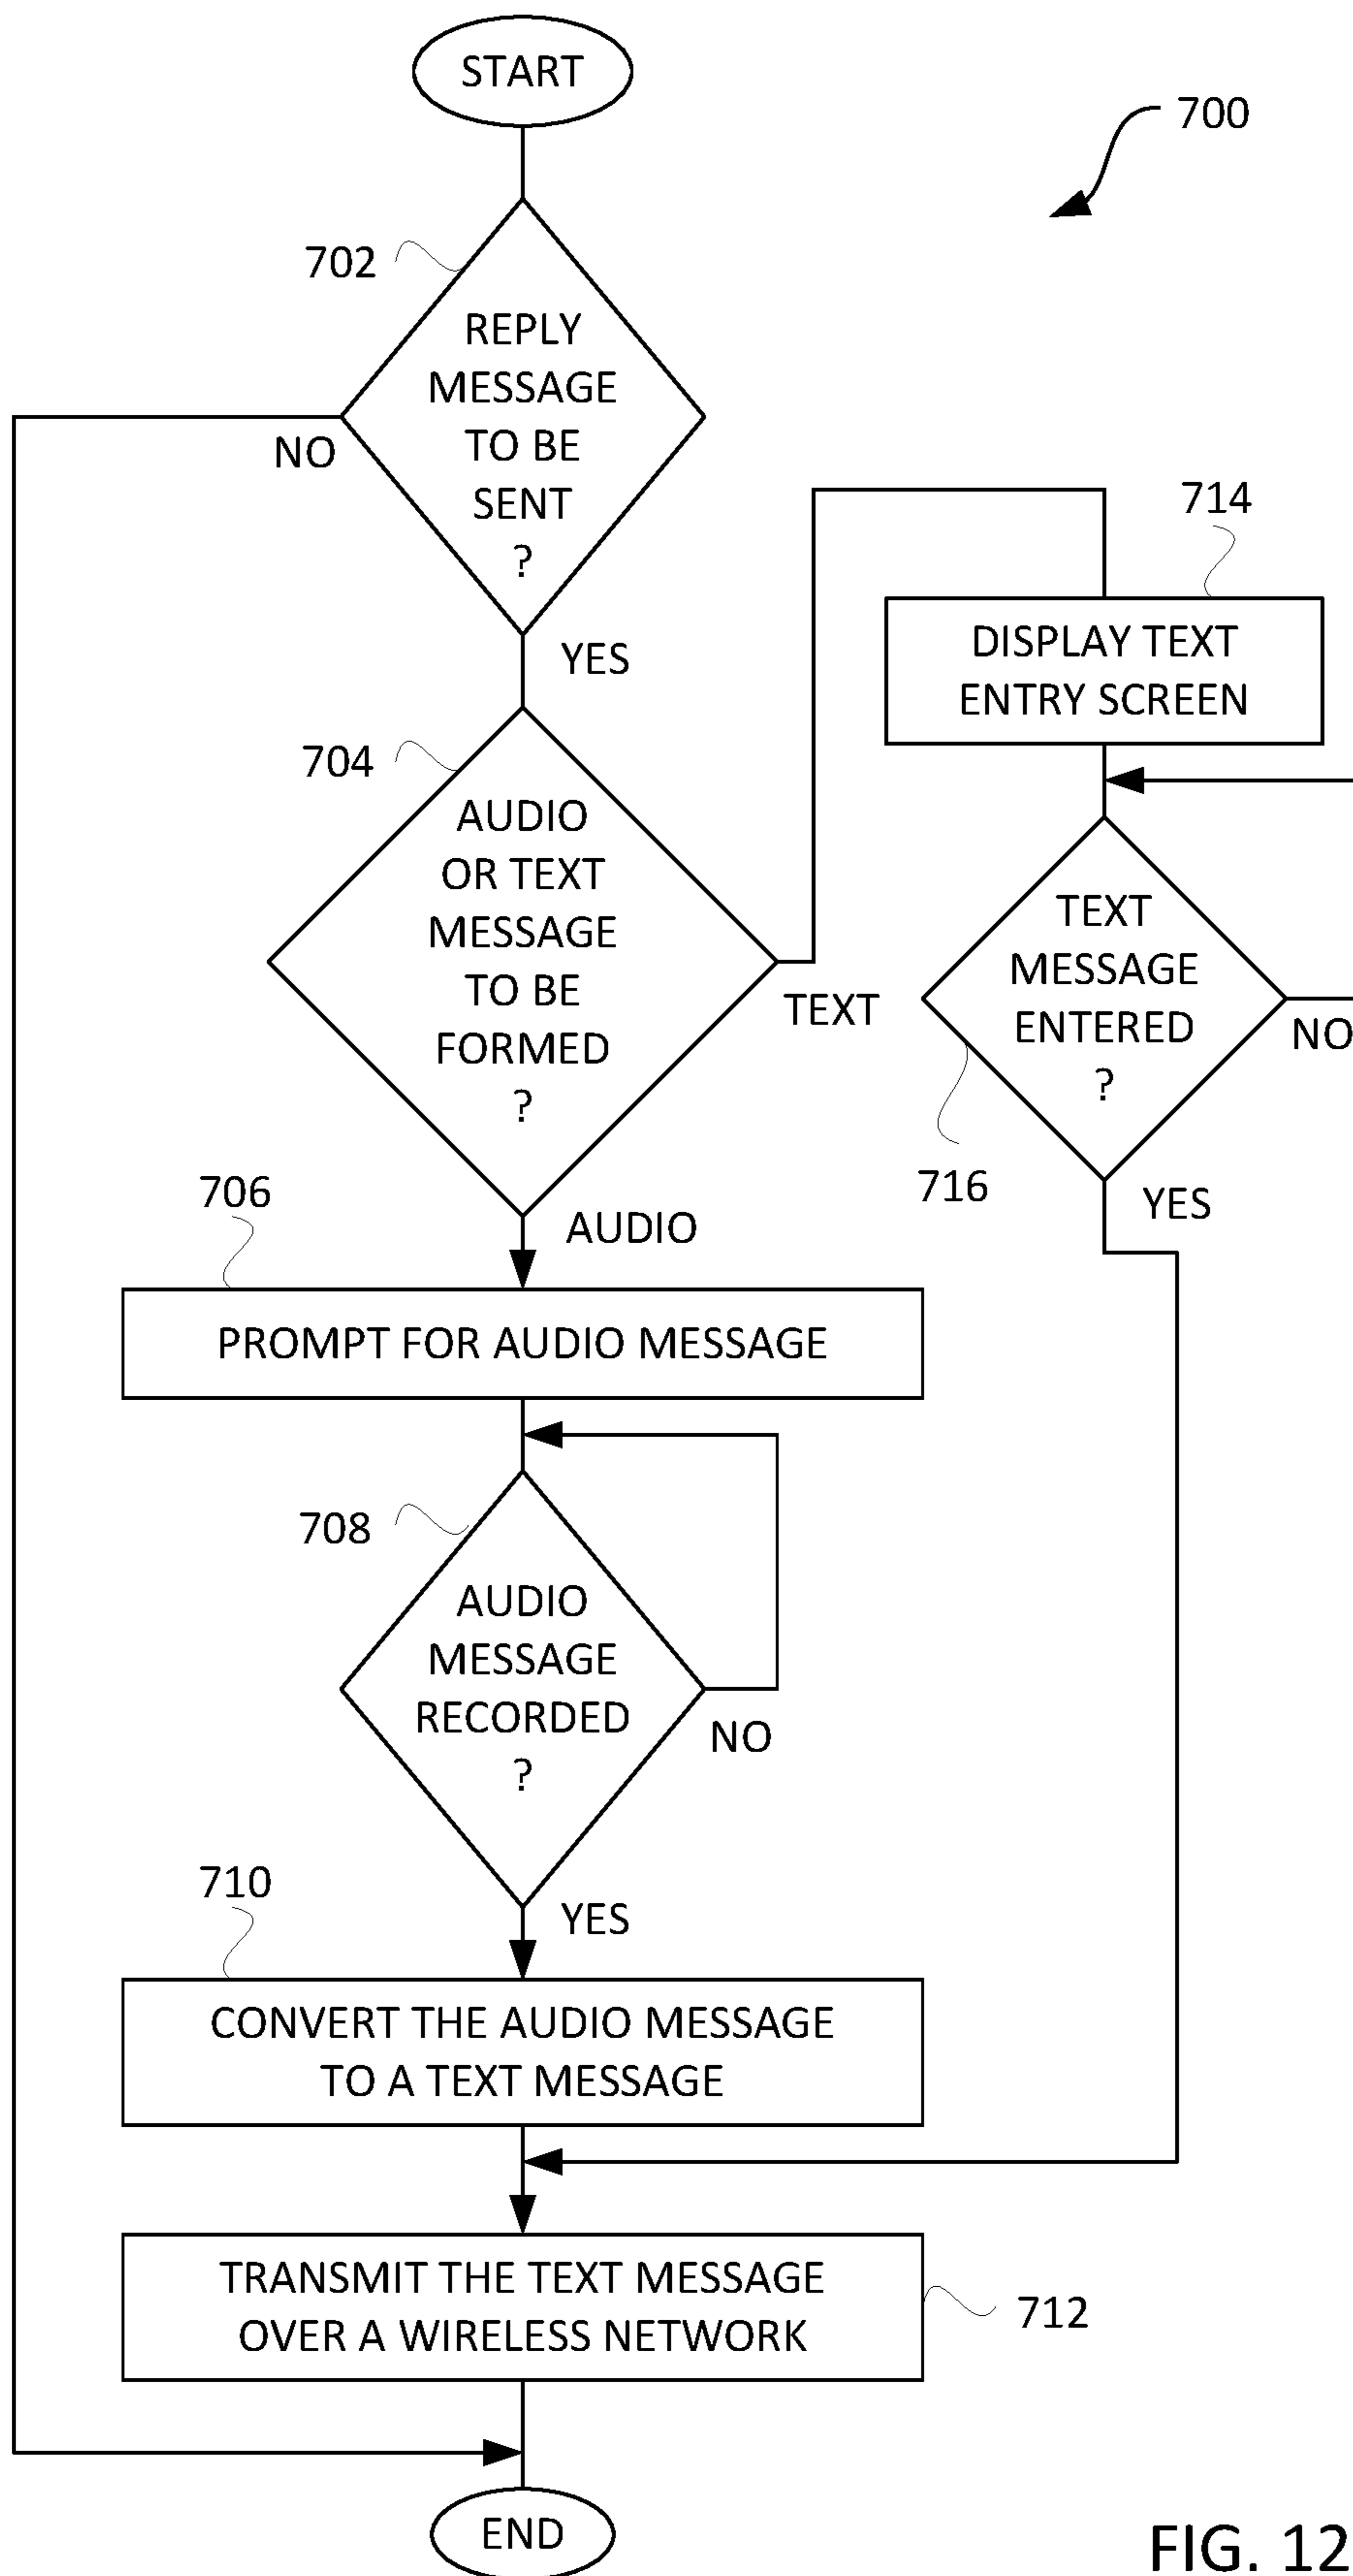 START
700
702
REPLY
MESSAGE
TO BE
SENT
?
NO
YES
714
DISPLAY TEXT
ENTRY SCREEN
704
AUDIO
OR TEXT
MESSAGE
TO BE
FORMED
?
TEXT
TEXT
MESSAGE
ENTERED
?
NO
716
YES
AUDIO
706
PROMPT FOR AUDIO MESSAGE
708
AUDIO
MESSAGE
RECORDED
?
NO
YES
710
CONVERT THE AUDIO MESSAGE
TO A TEXT MESSAGE
TRANSMIT THE TEXT MESSAGE
OVER A WIRELESS NETWORK
712
END
FIG. 12